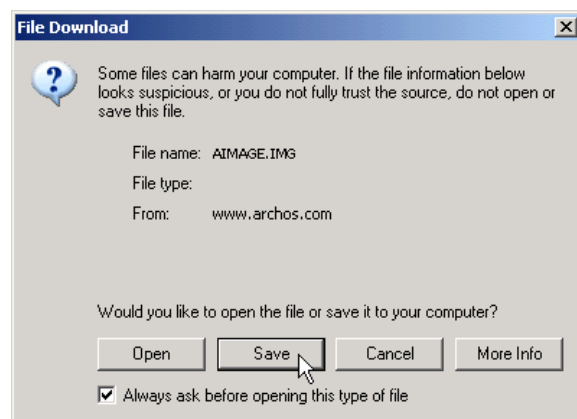 File Download
Some files can harm your computer. If the file information below
looks suspicious, or you do not fully trust the source, do not open or
save this file.
File name: AIMAGE.IMG
File type:
From: www.archos.com
Would you like to open the file or save it to your computer?
Open Save Cancel More Info
Always ask before opening this type of file